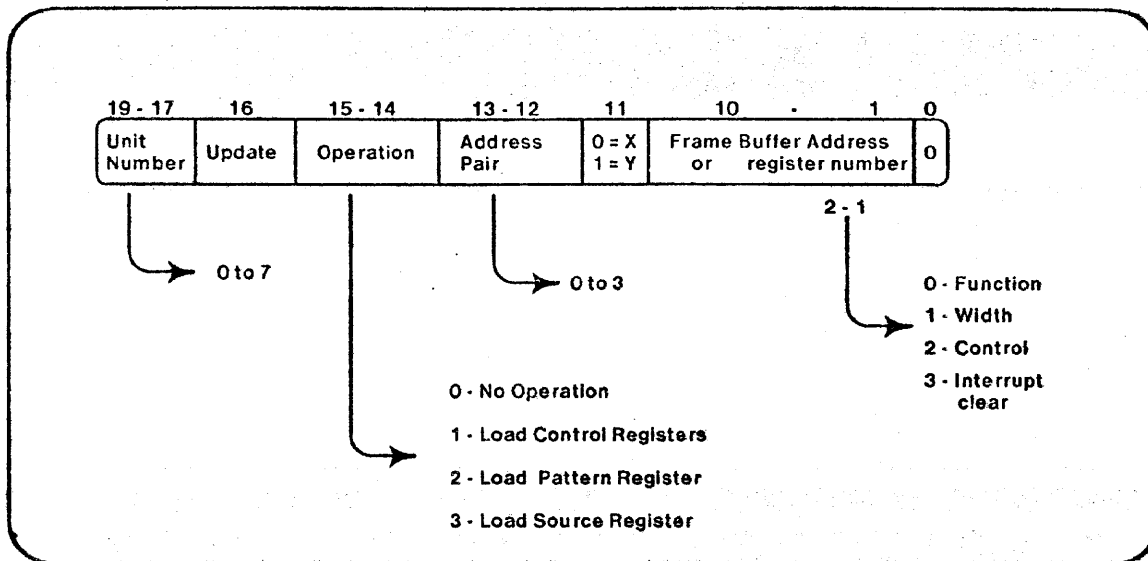 19 - 17 16 15 - 14 13 - 12 11 10 - 1 0
Unit Number Update Operation Address Pair 0 = X 1 = Y Frame Buffer Address or register number 0
2 - 1
0 to 7
0 to 3
0 - Function
1 - Width
2 - Control
3 - Interrupt
clear
0 - No Operation
1 - Load Control Registers
2 - Load Pattern Register
3 - Load Source Register